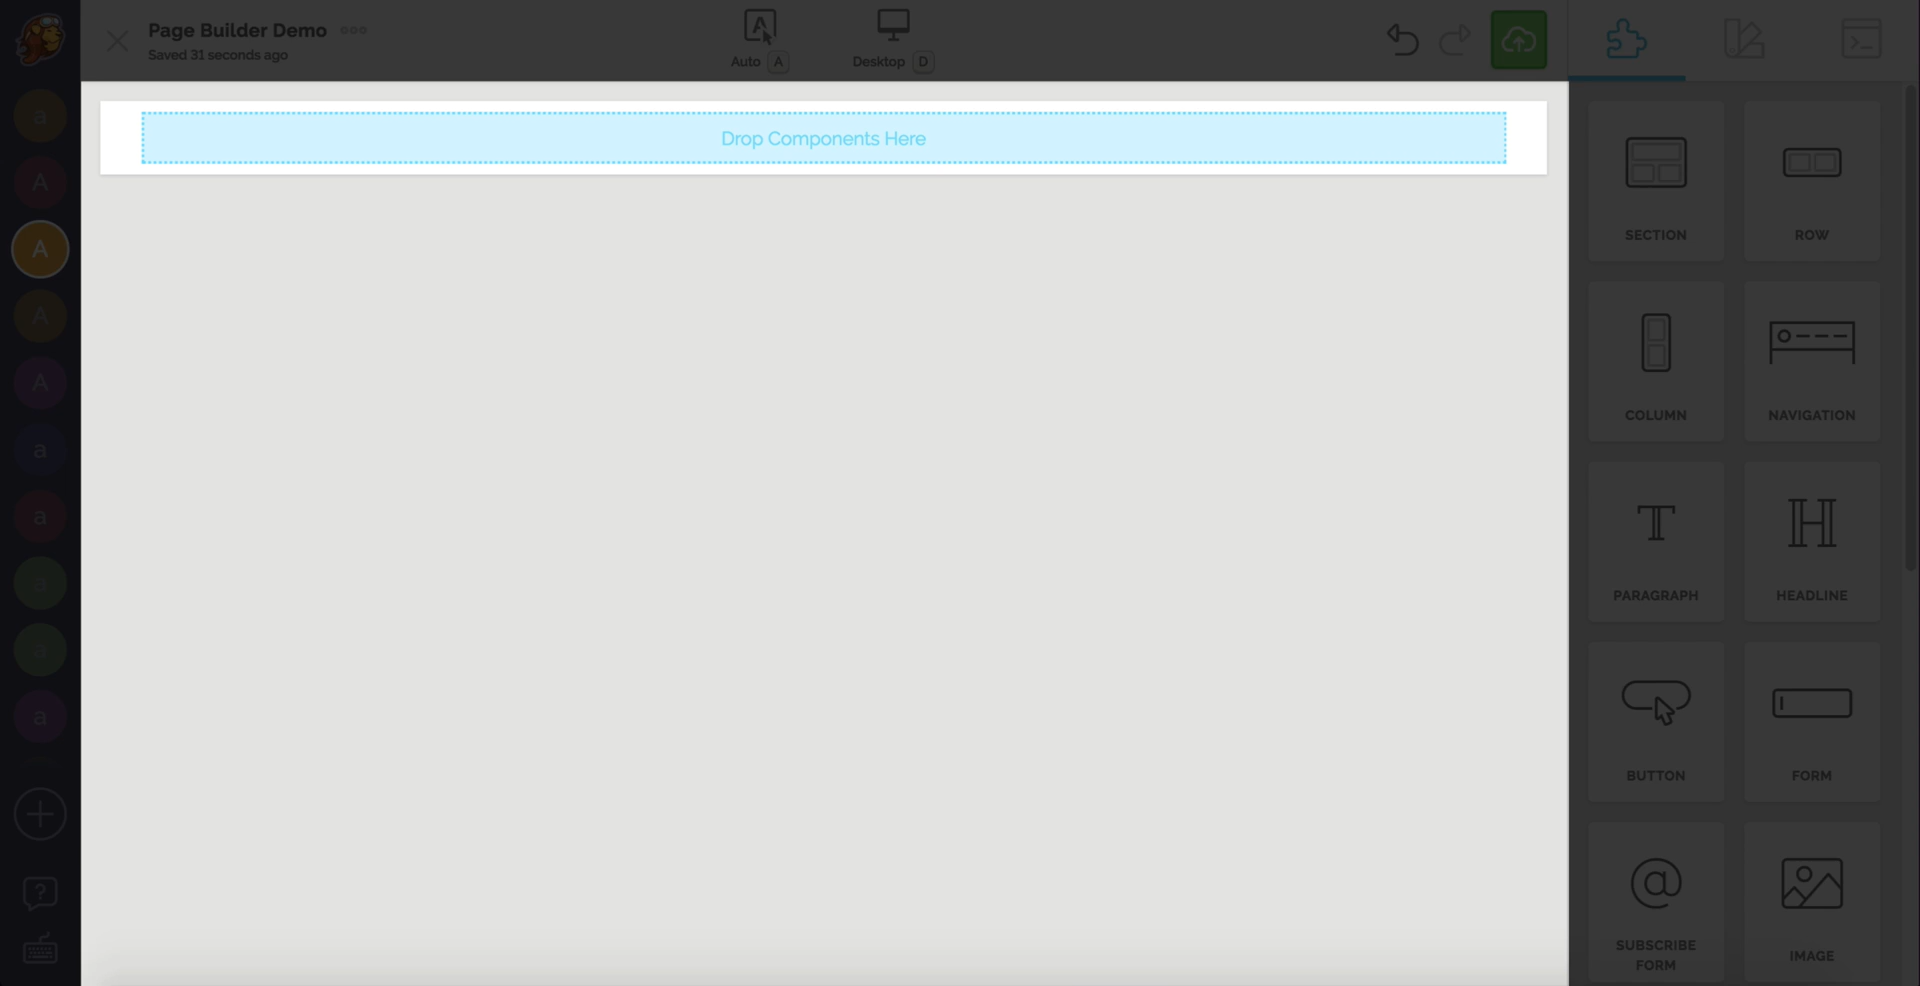 Page Builder Demo
Saved 31 seconds ago
Auto A
Desktop D
a
A
A
A
A
a
a
a
a
a
?
Drop Components Here
SECTION
ROW
COLUMN
NAVIGATION
T
PARAGRAPH
H
HEADLINE
BUTTON
FORM
@
SUBSCRIBE
FORM
IMAGE